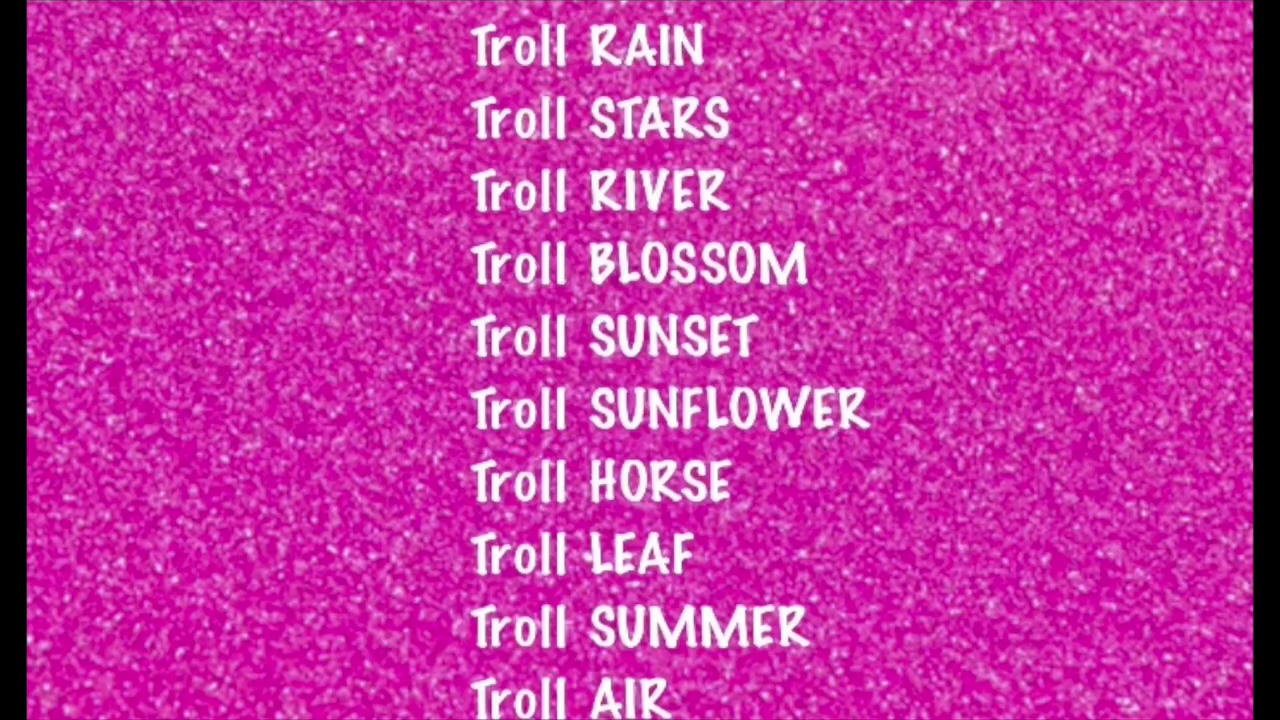 Troll RAIN
Troll STARS
Troll RIVER
Troll BLOSSOM
Troll SUNSET
Troll SUNFLOWER
Troll HORSE
Troll LEAF
Troll SUMMER
Troll AIR